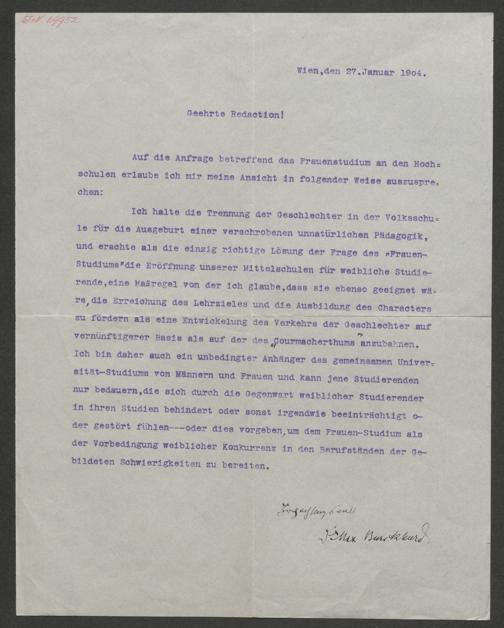 Wien,den 27.Januar 1904.
Geehrte Redaction!
Auf die Anfrage betreffend das Frauenstudium an den Hoch=
schulen erlaube ich mir meine Ansicht in folgender Weise auszuspre=
chen:
Ich halte die Trennung der Geschlechter in der Volksschu=
le für die Ausgeburt einer verschrobenen unnatürlichen Pädagogik,
und erachte als die einzig richtige Lösung der Frage des „Frauen-
Studiums"die Eröffnung unserer Mittelschulen für weibliche Studie=
rende,eine Maßregel von der ich glaube,dass sie ebenso geeignet wä=
re,die Erreichung des Lehrzieles und die Ausbildung des Characters
zu fördern als eine Entwickelung des Verkehrs der Geschlechter auf
vernünftigerer Basis als auf der des „Courmacherthums" anzubahnen.
Ich bin daher auch ein unbedingter Anhänger des gemeinsamen Univer=
sität-Studiums von Männern und Frauen und kann jene Studierenden
nur bedauern,die sich durch die Gegenwart weiblicher Studierender
in ihren Studien behindert oder sonst irgendwie beeinträchtigt o-
der gestört fühlen---oder dies vorgeben,um dem Frauen-Studium als
der Vorbedingung weiblicher Konkurrenz in den Berufständen der Ge-
bildeten Schwierigkeiten zu bereiten.
Hochachtungsvoll
Dr Max Burckhard